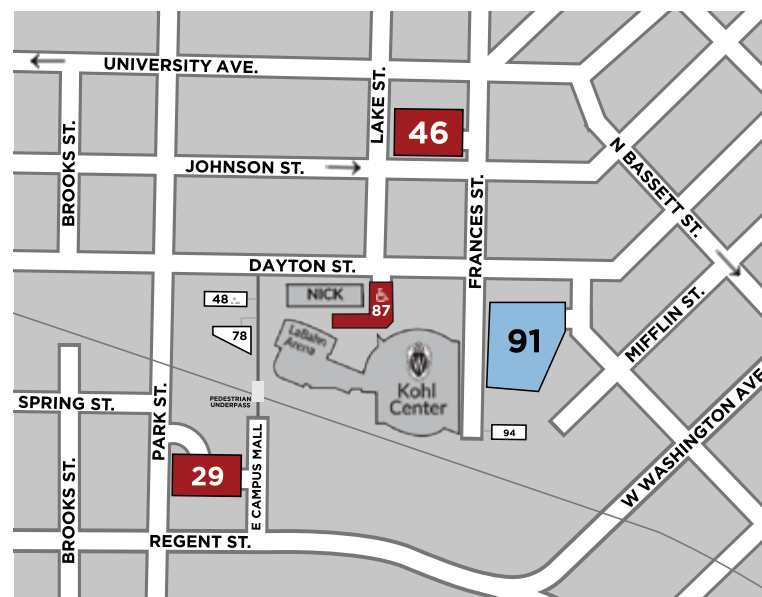 UNIVERSITY AVE.
LAKE ST.
46
BROOKS ST.
N BASSETT ST.
JOHNSON ST.
FRANCES ST.
DAYTON ST.
48
NICK
87
78
LaBahn
Arena
91
MIFFLIN ST.
Kohl
Center
PEDESTRIAN
UNDERPASS
SPRING ST.
PARK ST.
94
W WASHINGTON AVE
29
E CAMPUS MALL
BROOKS ST.
REGENT ST.